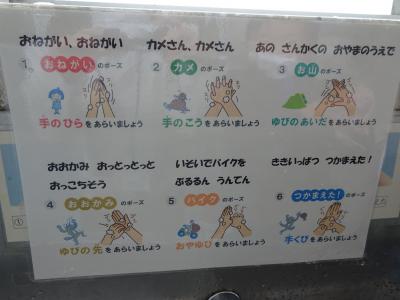 おねがい、おねがい
1 おねがい のポーズ
手のひら をあらいましょう
カメさん、カメさん
2 カメ のポーズ
手のこう をあらいましょう
あの さんかくの おやまのうえで
3 お山 のポーズ
ゆびのあいだ をあらいましょう
おおかみ おっとっとっと
おっこちそう
4 おおかみ のポーズ
ゆびの先 をあらいましょう
いそいでバイクを
ぶるるん うんてん
5 バイク のポーズ
おやゆび をあらいましょう
ききいっぱつ つかまえた!
6 つかまえた! のポーズ
手くび をあらいましょう